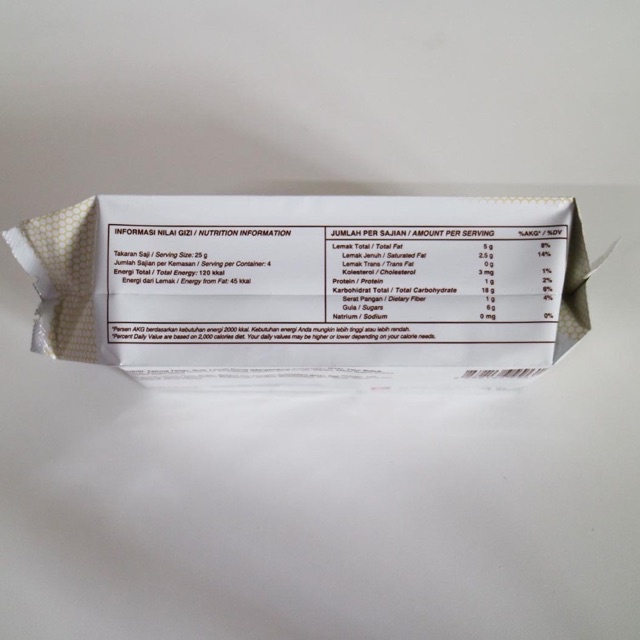 INFORMASI NILAI GIZI / NUTRITION INFORMATION
Takaran Saji / Serving Size: 25 g
Jumlah Sajian per Kemasan / Serving per Container: 4
Energi Total / Total Energy: 120 kkal
Energi dari Lemak / Energy from Fat: 45 kkal
JUMLAH PER SAJIAN / AMOUNT PER SERVING %AKG* / %DV
Lemak Total / Total Fat 5 g 8%
Lemak Jenuh / Saturated Fat 2.5 g 14%
Lemak Trans / Trans Fat 0 g
Kolesterol / Cholesterol 3 mg 1%
Protein / Protein 1 g 2%
Karbohidrat Total / Total Carbohydrate 18 g 6%
Serat Pangan / Dietary Fiber 1 g 4%
Gula / Sugars 6 g
Natrium / Sodium 0 mg 0%
*Persen AKG berdasarkan kebutuhan energi 2000 kkal. Kebutuhan energi Anda mungkin lebih tinggi atau lebih rendah.
*Percent Daily Value are based on 2,000 calories diet. Your daily values may be higher or lower depending on your calorie needs.